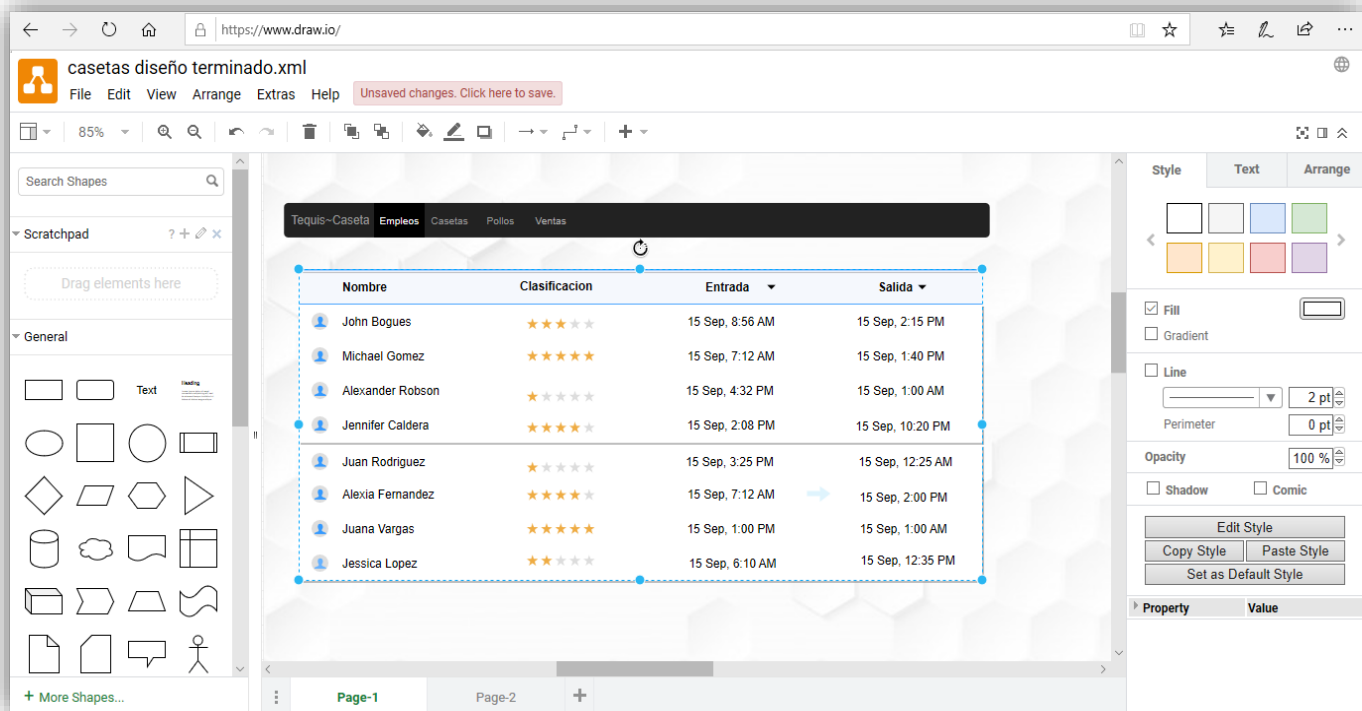 https://www.draw.io/
casetas diseño terminado.xml
File Edit View Arrange Extras Help Unsaved changes. Click here to save.
85%
Search Shapes
Scratchpad
Drag elements here
General
Text
Heading
More Shapes...
Tequis~Caseta Empleos Casetas Pollos Ventas
Nombre Clasificacion Entrada Salida
John Bogues 15 Sep, 8:56 AM 15 Sep, 2:15 PM
Michael Gomez 15 Sep, 7:12 AM 15 Sep, 1:40 PM
Alexander Robson 15 Sep, 4:32 PM 15 Sep, 1:00 AM
Jennifer Caldera 15 Sep, 2:08 PM 15 Sep, 10:20 PM
Juan Rodriguez 15 Sep, 3:25 PM 15 Sep, 12:25 AM
Alexia Fernandez 15 Sep, 7:12 AM 15 Sep, 2:00 PM
Juana Vargas 15 Sep, 1:00 PM 15 Sep, 1:00 AM
Jessica Lopez 15 Sep, 6:10 AM 15 Sep, 12:35 PM
Page-1 Page-2
Style Text Arrange
Fill
Gradient
Line
2 pt
Perimeter 0 pt
Opacity 100 %
Shadow Comic
Edit Style
Copy Style Paste Style
Set as Default Style
Property Value